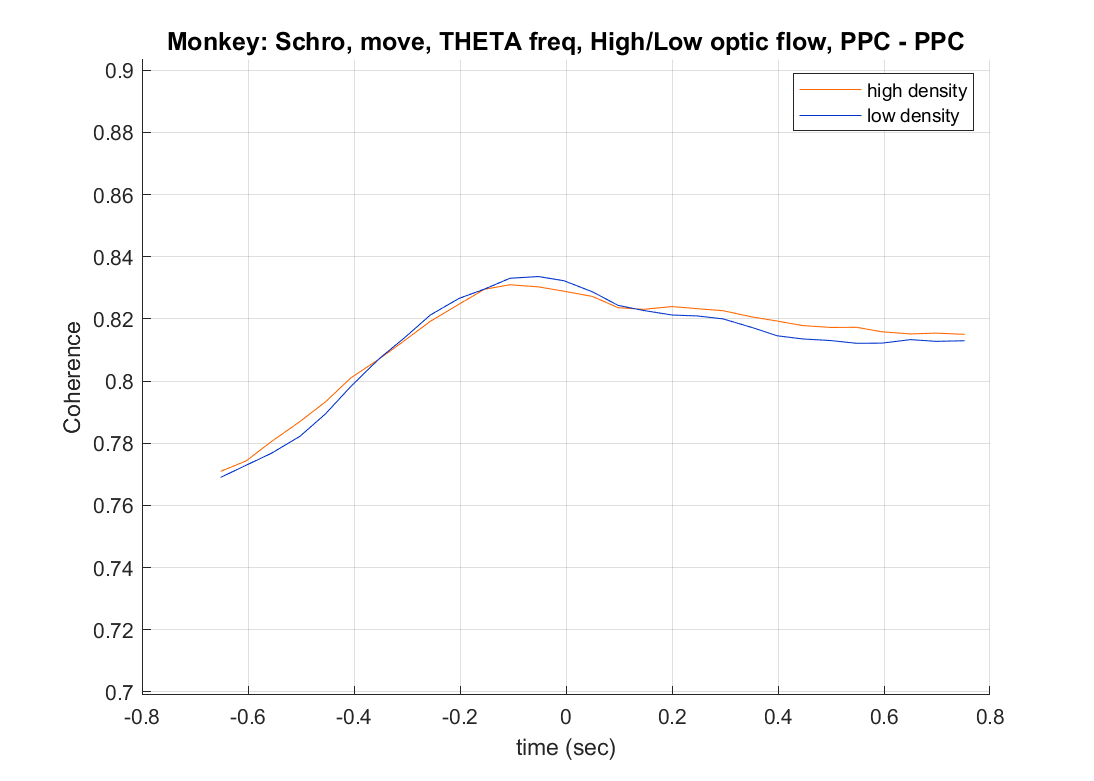 Monkey: Schro, move, THETA freq, High/Low optic flow, PPC - PPC
high density
low density
0.9
0.88
0.86
0.84
0.82
0.8
0.78
0.76
0.74
0.72
0.7
Coherence
-0.8 -0.6 -0.4 -0.2 0 0.2 0.4 0.6 0.8
time (sec)